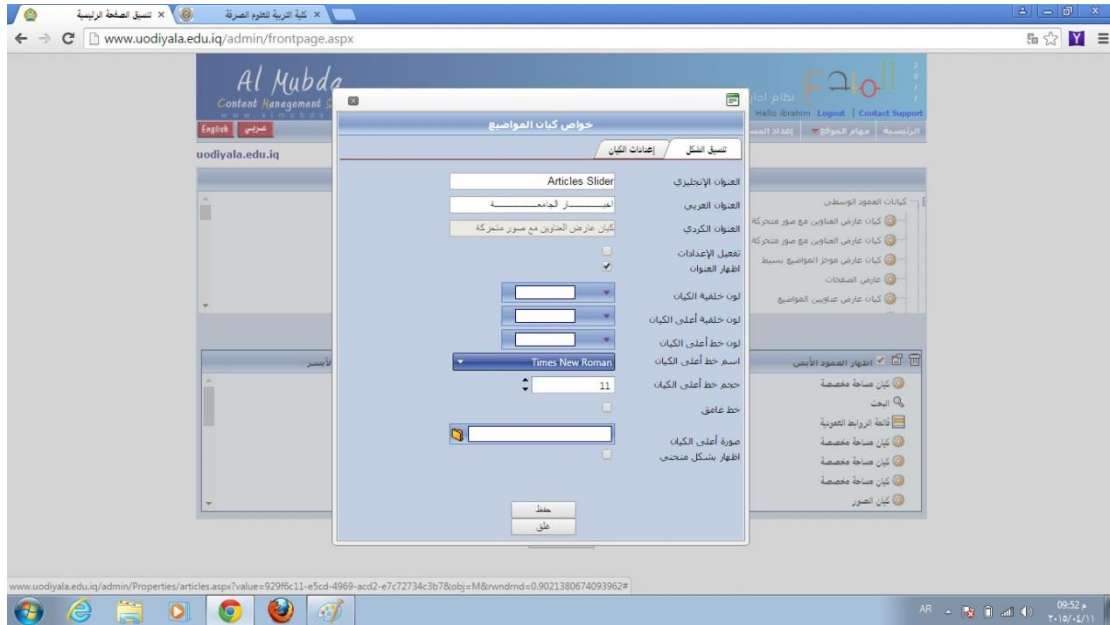 تنسيق الصفحة الرئيسية
كلية التربية للعلوم الصرفة
www.uodiyala.edu.iq/admin/frontpage.aspx
Al Mubda
Content Management
المبدع
Hello ibrahim Logout | Contact Support
English عربي
الرئيسية مهام الموقع
uodiyala.edu.iq
خواص كيان المواضيع
تنسيق الشكل
إعدادات الكيان
العنوان الإنجليزي Articles Slider
العنوان العربي اخبـــــــار الجامعـــــــــــة
العنوان الكردي كيان عارض العناوين مع صور متحركة
تفعيل الإعدادات
اظهار العنوان
لون خلفية الكيان
لون خلفية أعلى الكيان
لون خط أعلى الكيان
اسم خط أعلى الكيان Times New Roman
حجم خط أعلى الكيان 11
خط غامق
صورة أعلى الكيان
اظهار بشكل منحني
حفظ
غلق
كيانات العمود الوسطي
كيان عارض العناوين مع صور متحركة
كيان عارض العناوين مع صور متحركة
كيان عارض موجز المواضيع بسيط
عارض الصفحات
كيان عارض عناوين المواضيع
اظهار العمود الأيمن
كيان مساحة مخصصة
البحث
كيان مساحة مخصصة
كيان مساحة مخصصة
كيان مساحة مخصصة
كيان الصور
www.uodiyala.edu.iq/admin/Properties/articles.aspx?value=929f6c11-e5cd-4969-acd2-e7c72734c3b7&obj=M&rwndrnd=0.9021380674093962#
AR
09:52 م
٢٠١٥/٠٤/١١